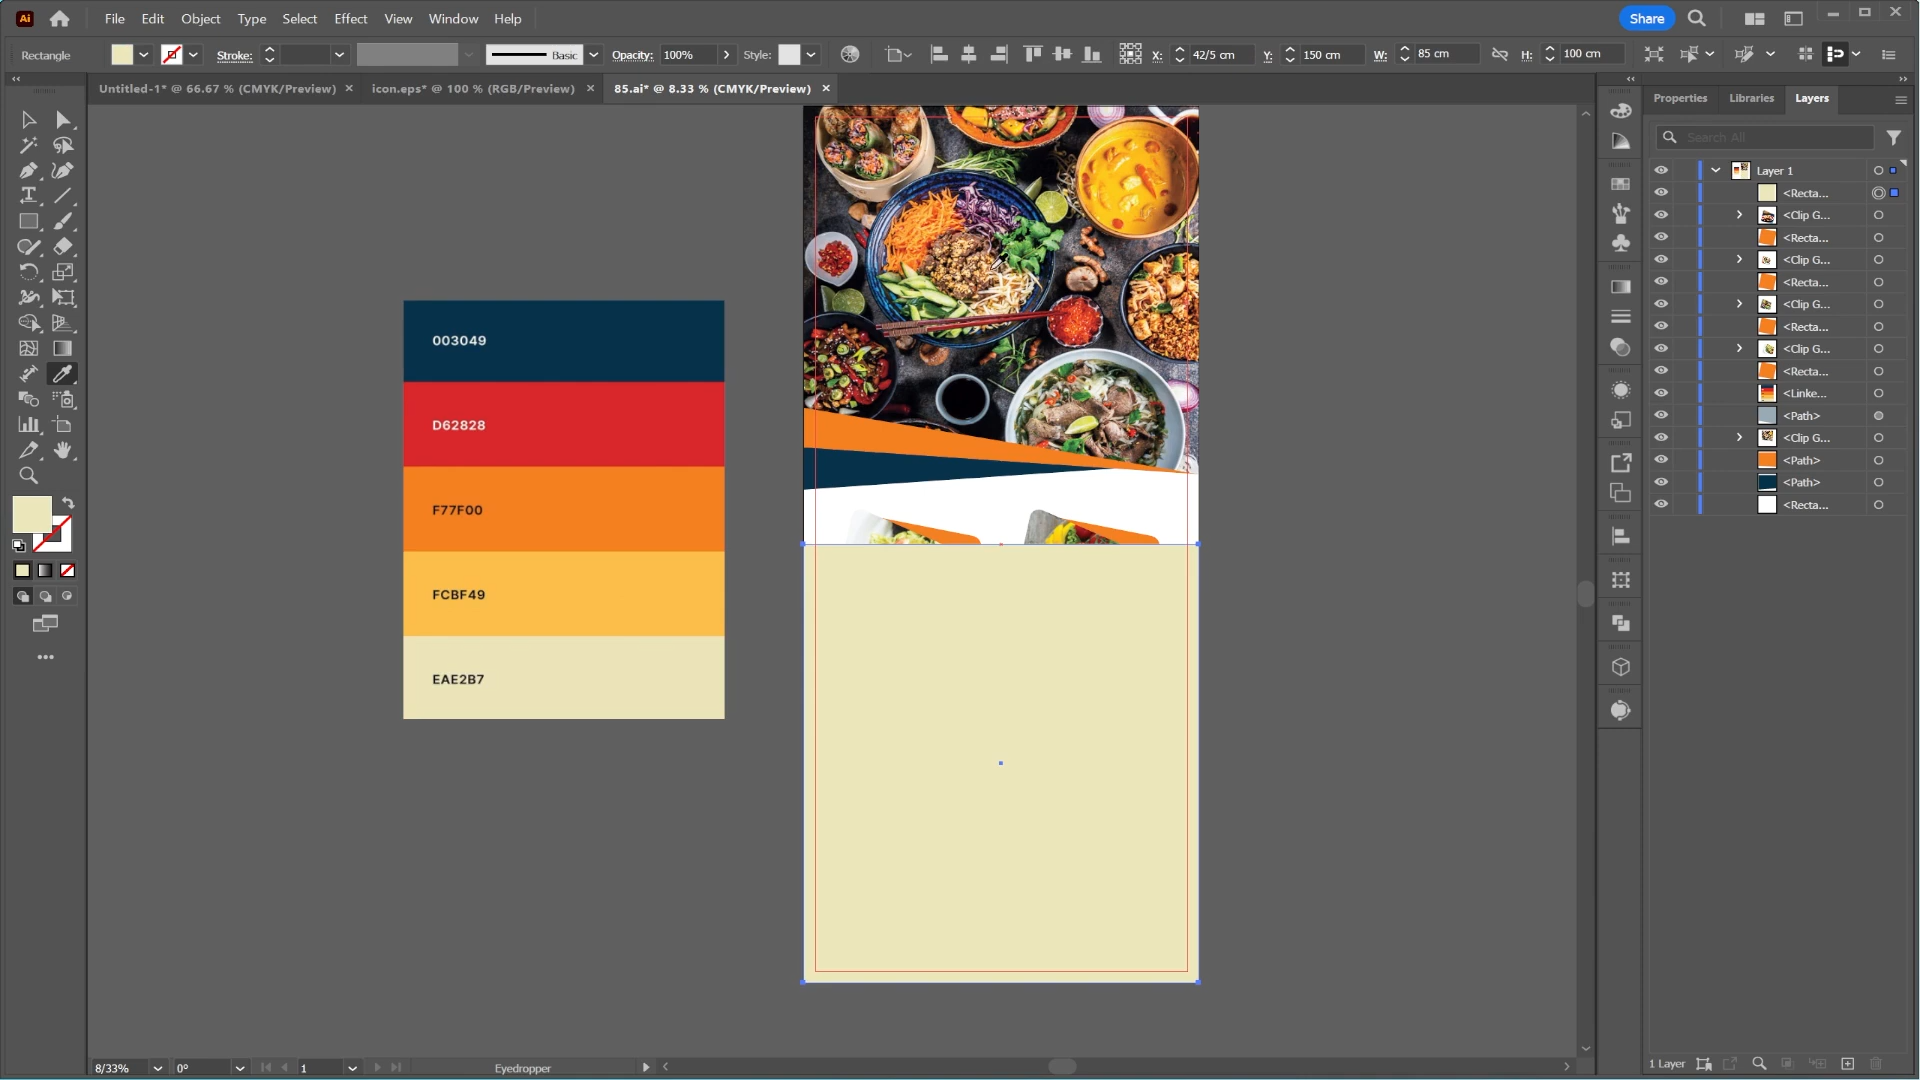 Ai File Edit Object Type Select Effect View Window Help Share
Rectangle Stroke: Basic Opacity: 100% Style: X: 42/5 cm Y: 150 cm W: 85 cm H: 100 cm
Untitled-1* @ 66.67 % (CMYK/Preview) icon.eps* @ 100 % (RGB/Preview) 85.ai* @ 8.33 % (CMYK/Preview)
Properties Libraries Layers
Search All
Layer 1
<Recta...
<Clip G...
<Recta...
<Clip G...
<Recta...
<Clip G...
<Recta...
<Clip G...
<Recta...
<Linke...
<Path>
<Clip G...
<Path>
<Path>
<Recta...
003049
D62828
F77F00
FCBF49
EAE2B7
8/33% 0° 1 Eyedropper
1 Layer